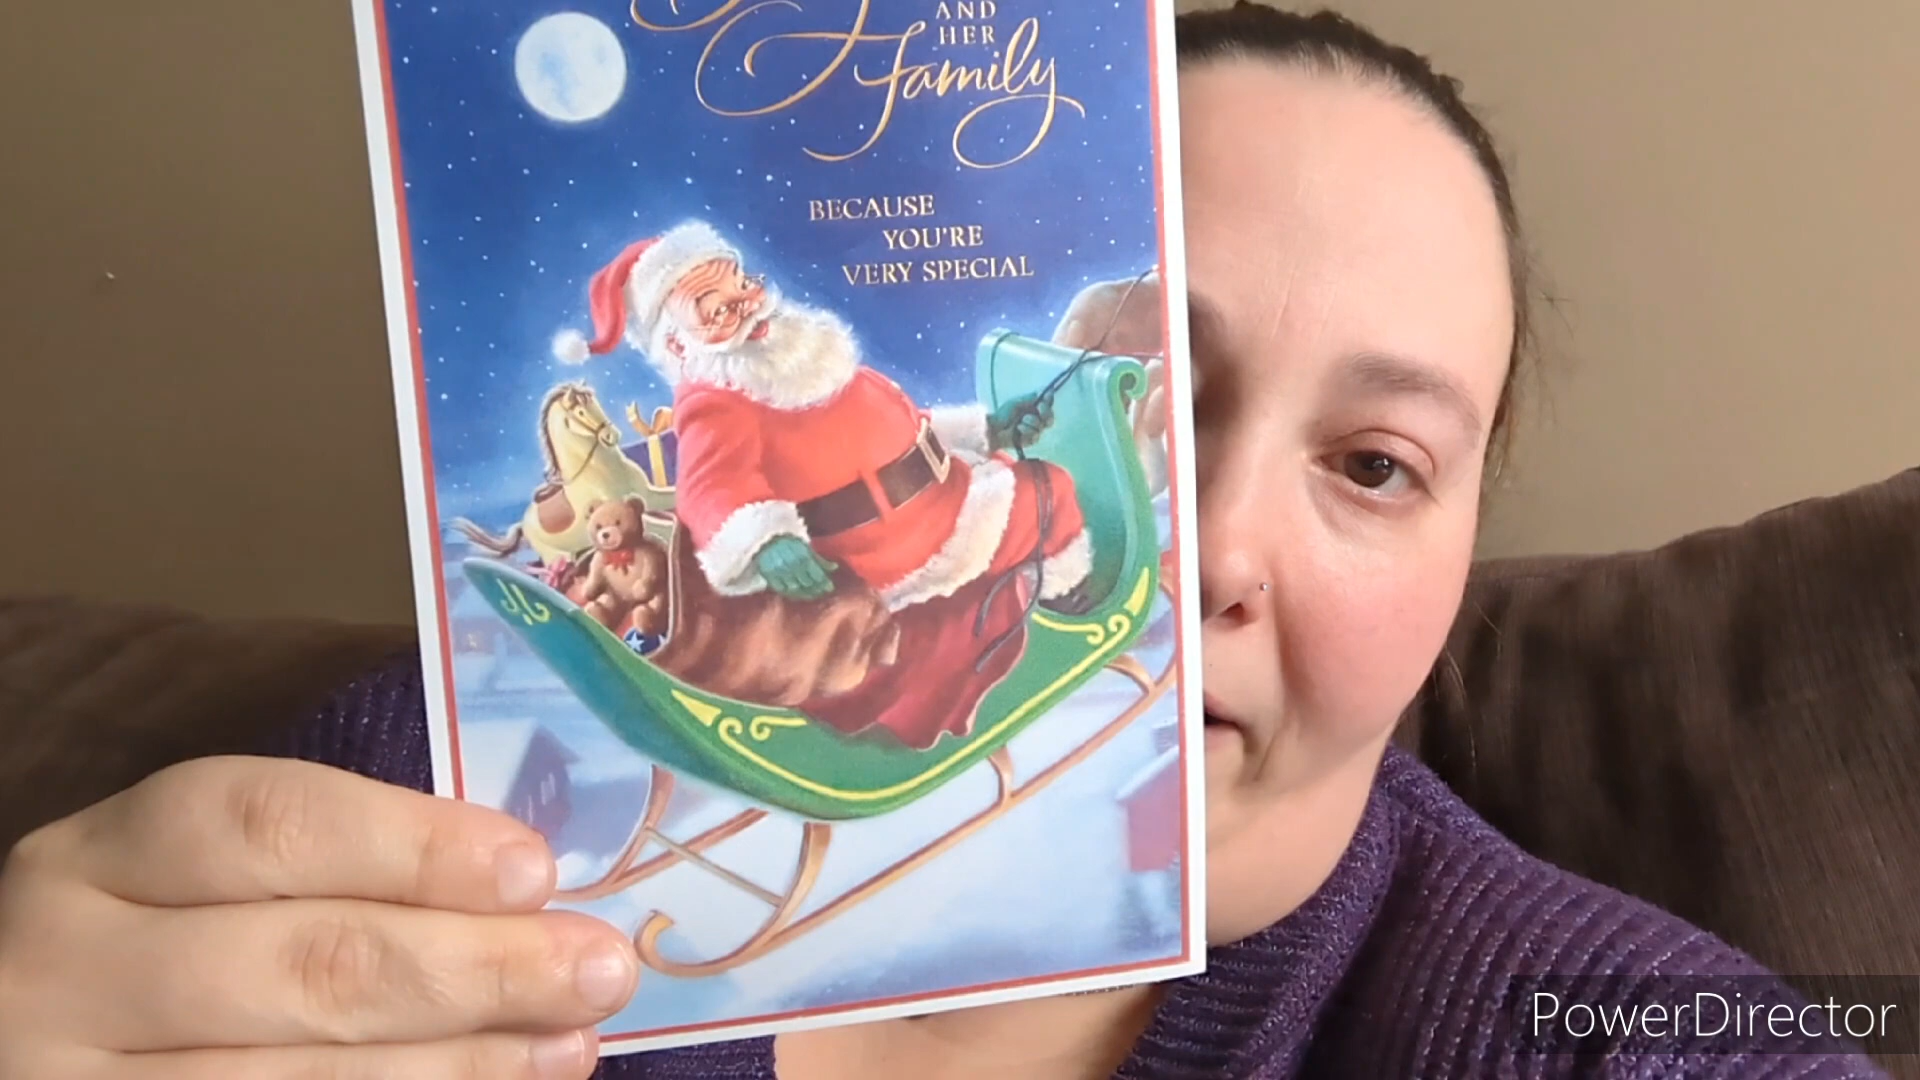 AND
HER
Family
BECAUSE
YOU'RE
VERY SPECIAL
PowerDirector